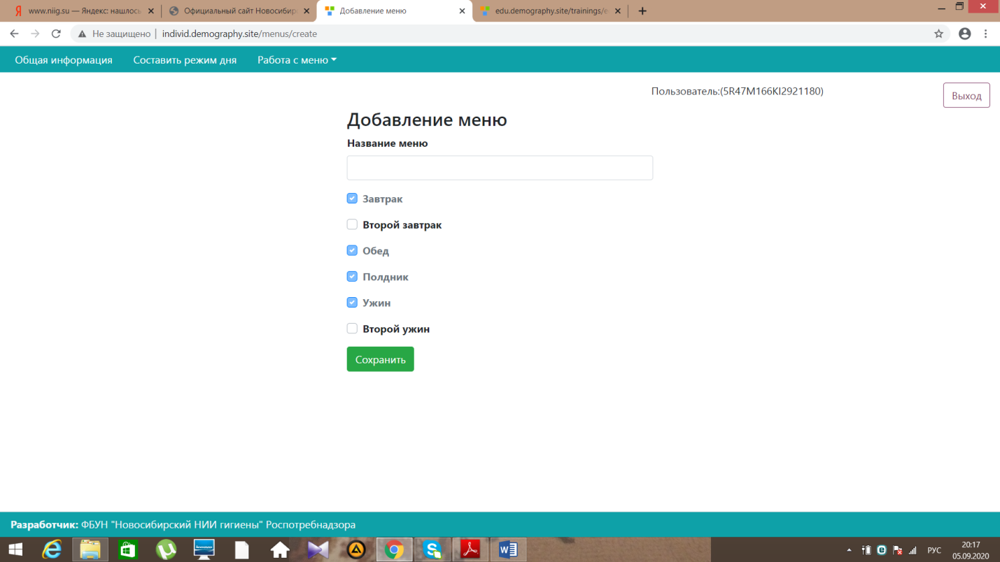 www.niig.su — Яндекс: нашлось
Официальный сайт Новосибир
Добавление меню
edu.demography.site/trainings/e
Не защищено | individ.demography.site/menus/create
Общая информация
Составить режим дня
Работа с меню
Пользователь:(5R47M166KI2921180)
Выход
Добавление меню
Название меню
Завтрак
Второй завтрак
Обед
Полдник
Ужин
Второй ужин
Сохранить
Разработчик: ФБУН "Новосибирский НИИ гигиены" Роспотребнадзора
РУС
20:17
05.09.2020